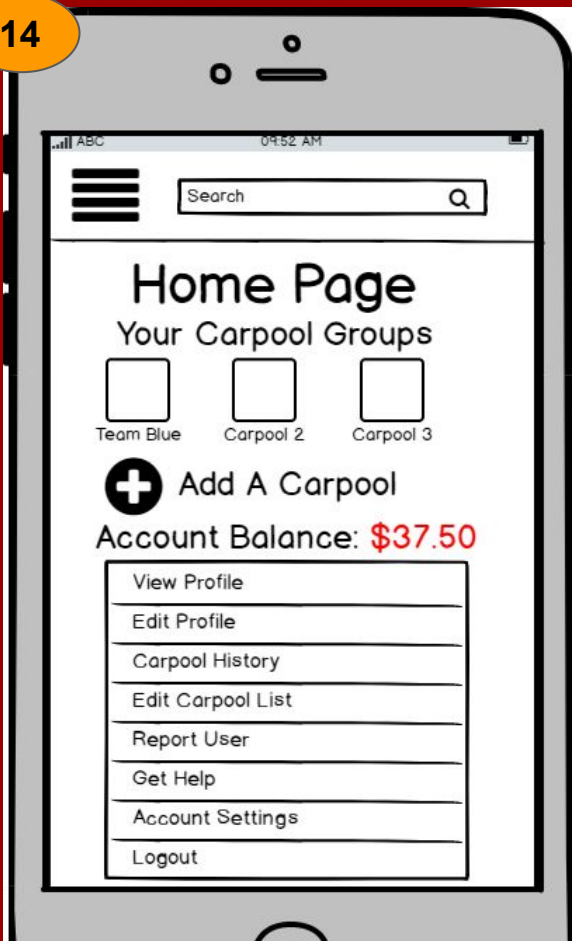 14
ABC 09:52 AM
Search
Home Page
Your Carpool Groups
Team Blue Carpool 2 Carpool 3
Add A Carpool
Account Balance: $37.50
View Profile
Edit Profile
Carpool History
Edit Carpool List
Report User
Get Help
Account Settings
Logout